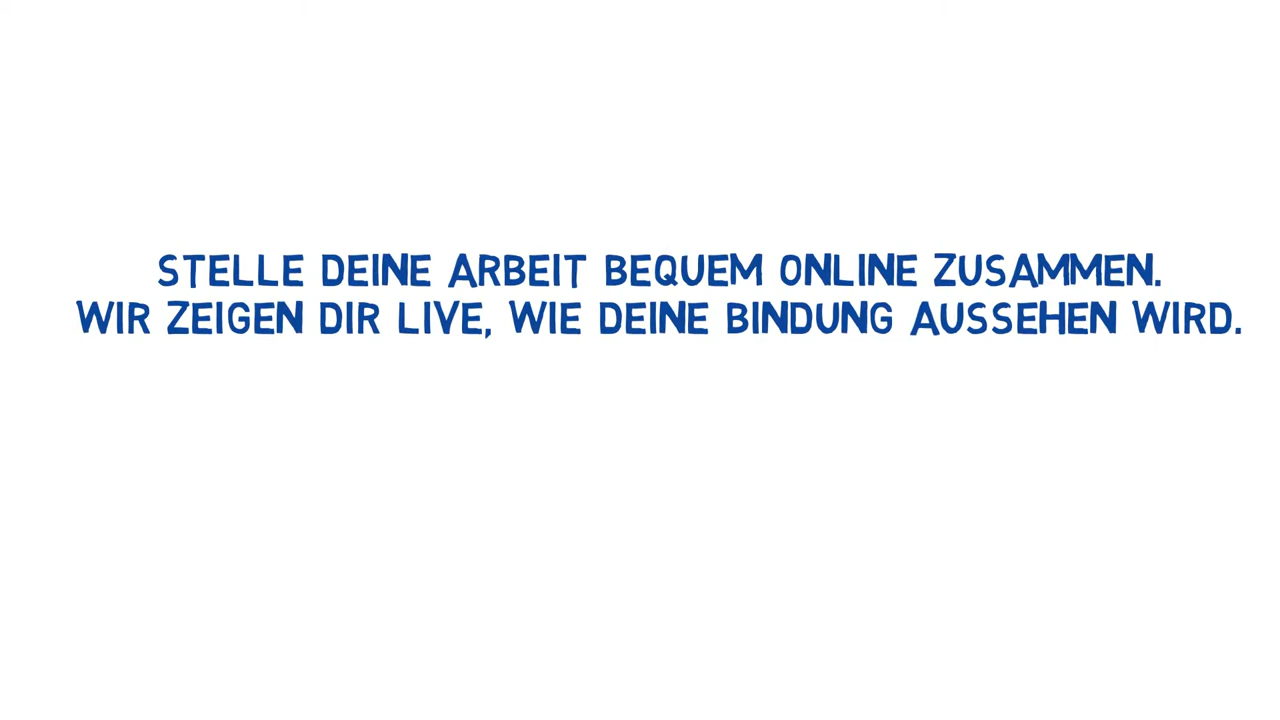 STELLE DEINE ARBEIT BEQUEM ONLINE ZUSAMMEN.
WIR ZEIGEN DIR LIVE, WIE DEINE BINDUNG AUSSEHEN WIRD.